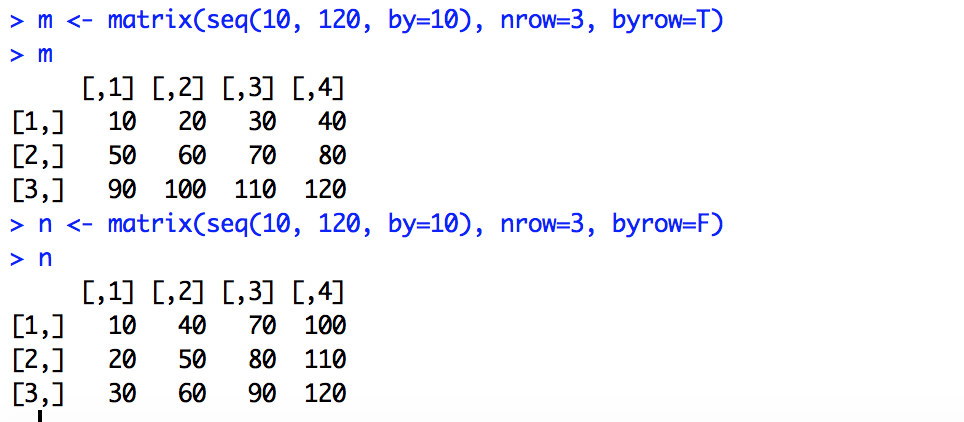 > m <- matrix(seq(10, 120, by=10), nrow=3, byrow=T)
> m
     [,1] [,2] [,3] [,4]
[1,]   10   20   30   40
[2,]   50   60   70   80
[3,]   90  100  110  120
> n <- matrix(seq(10, 120, by=10), nrow=3, byrow=F)
> n
     [,1] [,2] [,3] [,4]
[1,]   10   40   70  100
[2,]   20   50   80  110
[3,]   30   60   90  120